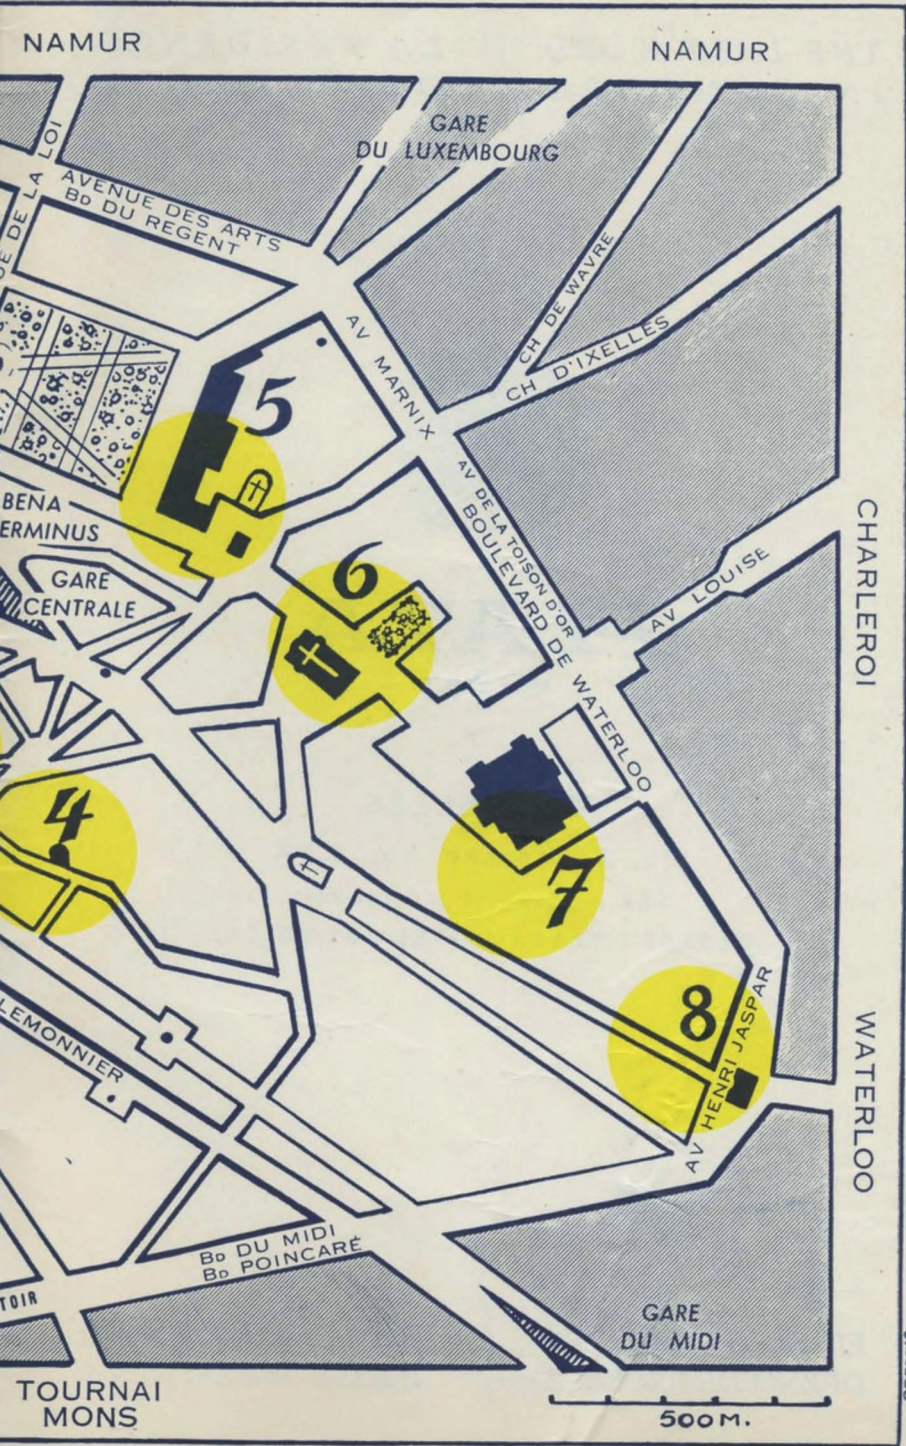 NAMUR
NAMUR
GARE
DU LUXEMBOURG
DE LA LOI
AVENUE DES ARTS
BD DU REGENT
CH DE WAVRE
CH D'IXELLES
AV MARNIX
5
BENA
ERMINUS
GARE
CENTRALE
6
AV DE LA TOISON D'OR
BOULEVARD DE WATERLOO
AV LOUISE
CHARLEROI
4
7
8
LEMONNIER
AV HENRI JASPAR
WATERLOO
BD DU MIDI
BD POINCARÉ
TOIR
GARE
DU MIDI
TOURNAI
MONS
500 M.